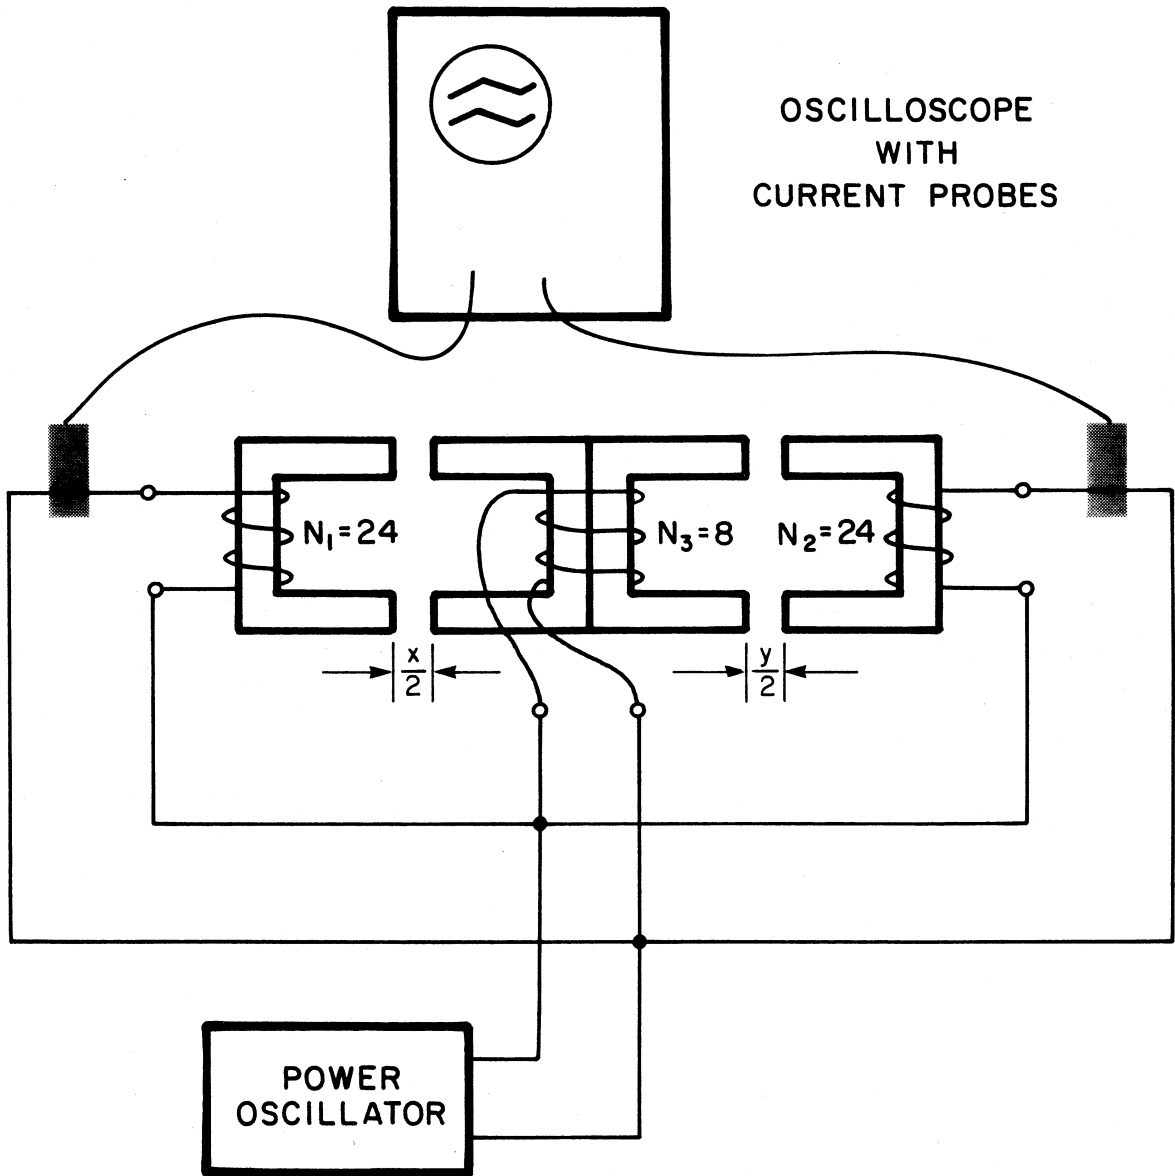 OSCILLOSCOPE
WITH
CURRENT PROBES
N₁=24
N₃=8
N₂=24
x/2
y/2
POWER
OSCILLATOR